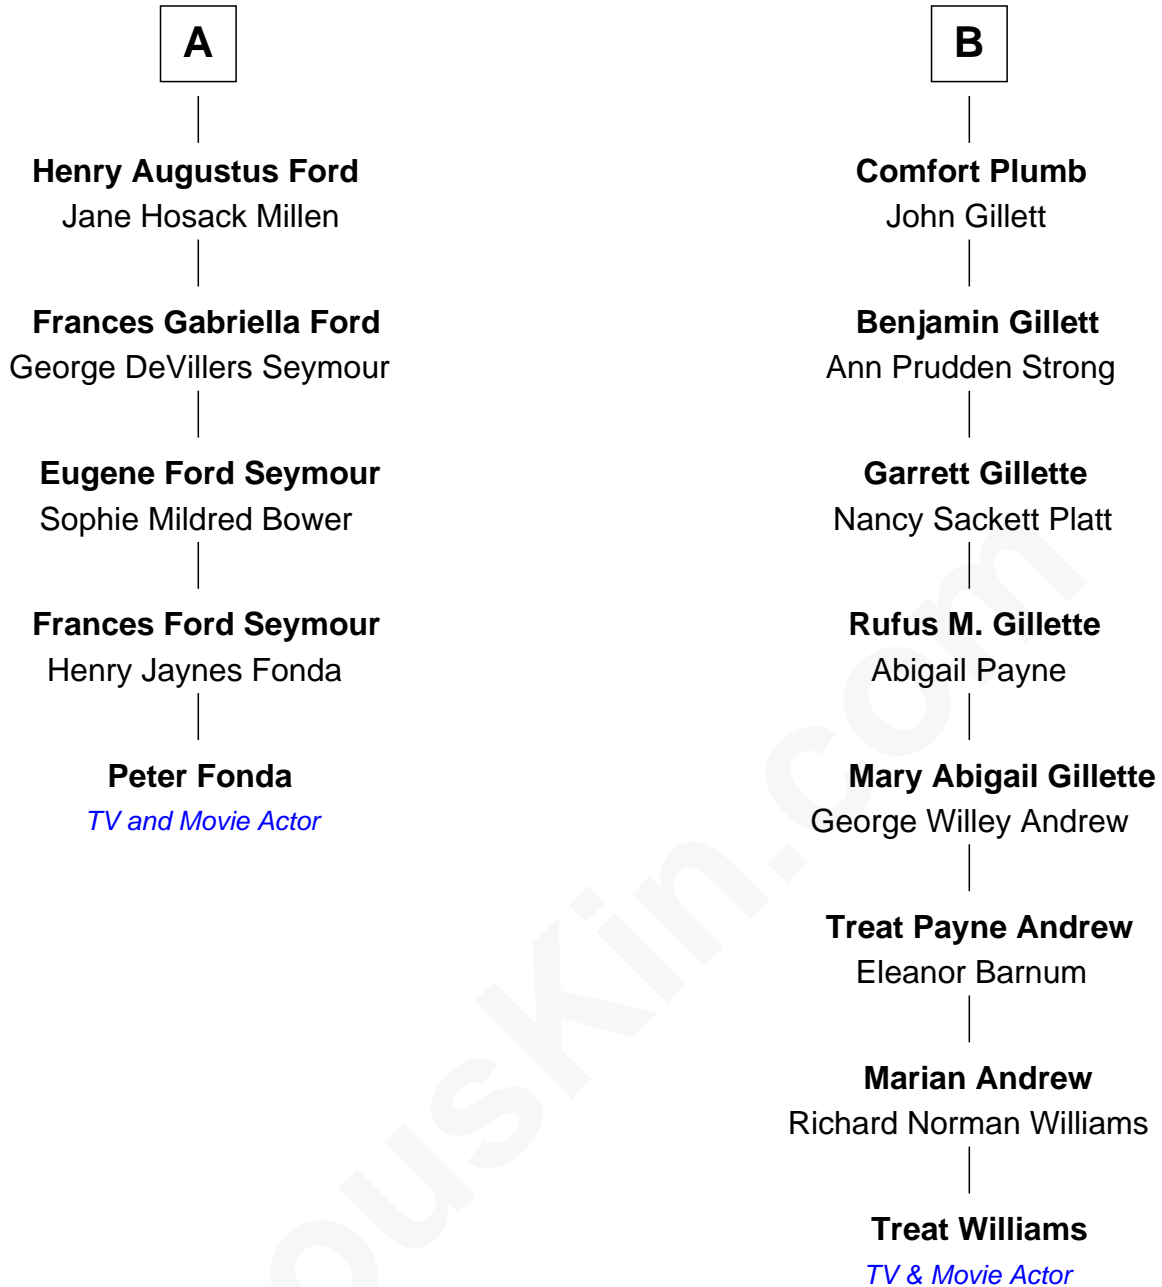 A
Henry Augustus Ford
Jane Hosack Millen
Frances Gabriella Ford
George DeVillers Seymour
Eugene Ford Seymour
Sophie Mildred Bower
Frances Ford Seymour
Henry Jaynes Fonda
Peter Fonda
TV and Movie Actor
B
Comfort Plumb
John Gillett
Benjamin Gillett
Ann Prudden Strong
Garrett Gillette
Nancy Sackett Platt
Rufus M. Gillette
Abigail Payne
Mary Abigail Gillette
George Willey Andrew
Treat Payne Andrew
Eleanor Barnum
Marian Andrew
Richard Norman Williams
Treat Williams
TV & Movie Actor
ousKin.com